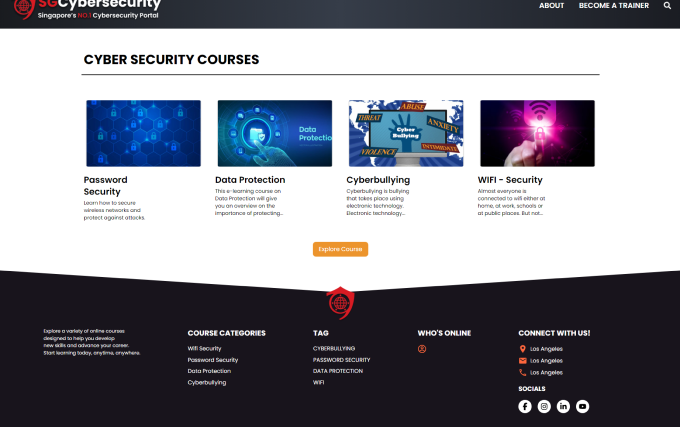 SGCybersecurity
Singapore's NO.1 Cybersecurity Portal
ABOUT
BECOME A TRAINER
CYBER SECURITY COURSES
Data
Protectio
ABUSE
THREAT
ANXIETY
Cyber
Bullying
VIOLENCE
INTIMIDATE
Password
Security
Learn how to secure
wireless networks and
protect against attacks.
Data Protection
This e-learning course on
Data Protection will give
you an overview on the
importance of protecting...
Cyberbullying
Cyberbullying is bullying
that takes place using
electronic technology.
Electronic technology...
WIFI - Security
Almost everyone is
connected to wifi either at
home, at work, schools or
at public places. But not...
Explore Course
Explore a variety of online courses
designed to help you develop
new skills and advance your career.
Start learning today, anytime, anywhere.
COURSE CATEGORIES
Wifi Security
Password Security
Data Protection
Cyberbullying
TAG
CYBERBULLYING
PASSWORD SECURITY
DATA PROTECTION
WIFI
WHO'S ONLINE
CONNECT WITH US!
Los Angeles
Los Angeles
Los Angeles
SOCIALS